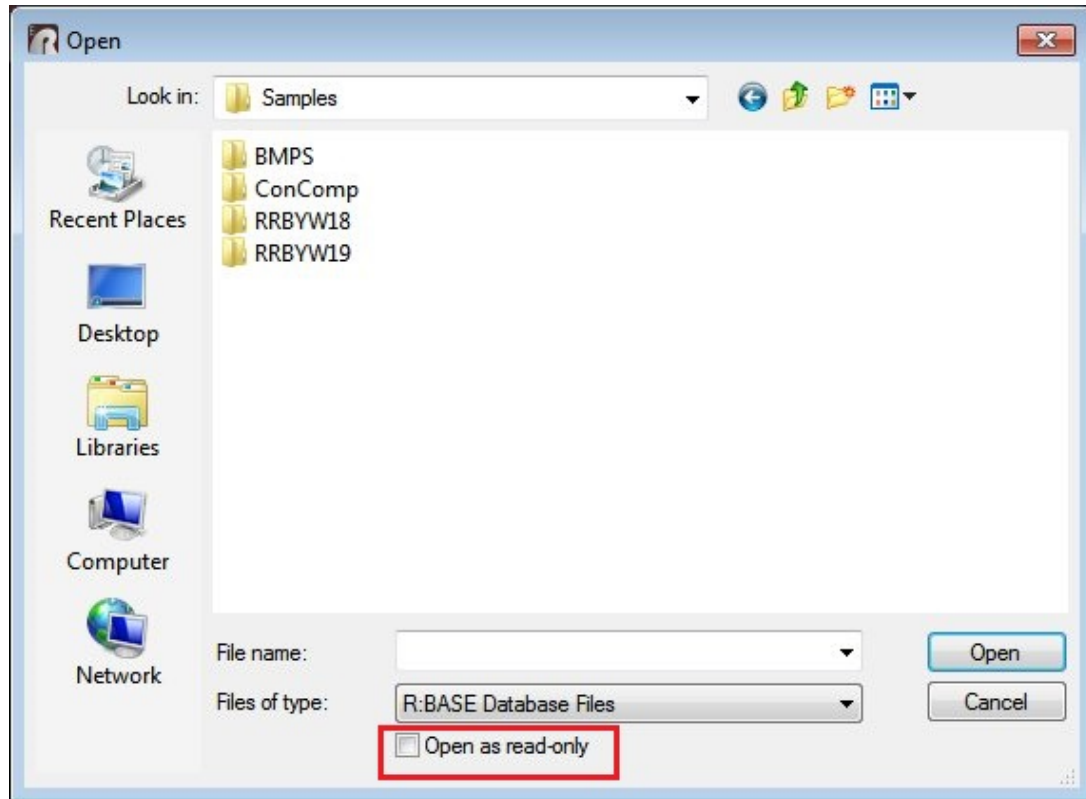 Open
Look in:
Samples
Recent Places
Desktop
Libraries
Computer
Network
BMPS
ConComp
RRBYW18
RRBYW19
File name:
Open
Files of type:
R:BASE Database Files
Cancel
Open as read-only